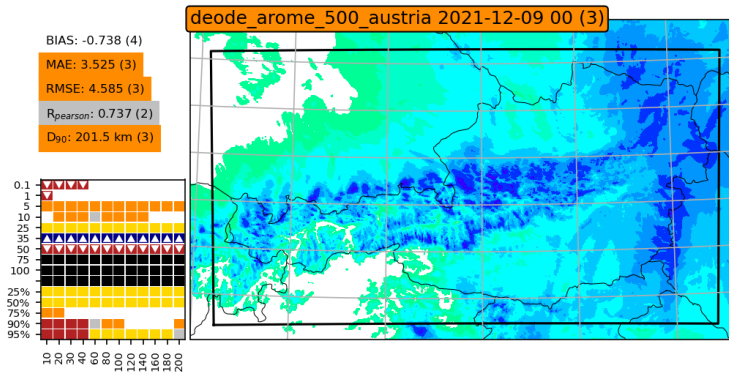 deode_arome_500_austria 2021-12-09 00 (3)
BIAS: -0.738 (4)
MAE: 3.525 (3)
RMSE: 4.585 (3)
Rpearson: 0.737 (2)
D90: 201.5 km (3)
0.1
1
5
10
25
35
50
75
100
25%
50%
75%
90%
95%
10 20 30 40 60 80 100 120 140 160 180 200